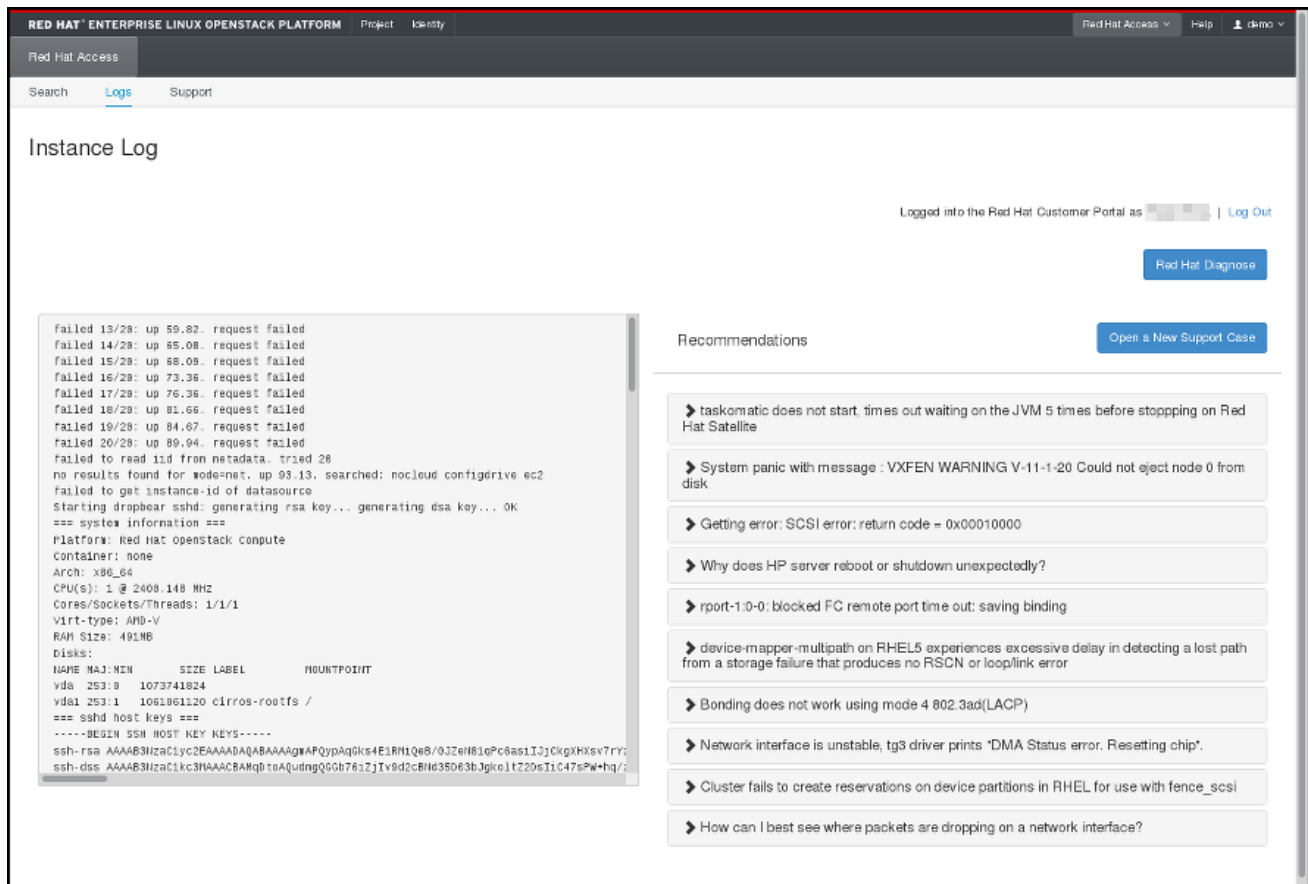 RED HAT® ENTERPRISE LINUX OPENSTACK PLATFORM Project Identity Red Hat Access Help demo
Red Hat Access
Search Logs Support
Instance Log
Logged into the Red Hat Customer Portal as | Log Out
Red Hat Diagnose
failed 13/20: up 59.82. request failed
failed 14/20: up 65.08. request failed
failed 15/20: up 68.09. request failed
failed 16/20: up 73.36. request failed
failed 17/20: up 76.36. request failed
failed 18/20: up 81.66. request failed
failed 19/20: up 84.67. request failed
failed 20/20: up 89.94. request failed
failed to read iid from metadata. tried 20
no results found for mode=net. up 93.13. searched: nocloud configdrive ec2
failed to get instance-id of datasource
Starting dropbear sshd: generating rsa key... generating dsa key... OK
=== system information ===
Platform: Red Hat OpenStack Compute
Container: none
Arch: x86_64
CPU(s): 1 @ 2400.148 MHz
Cores/Sockets/Threads: 1/1/1
Virt-type: AMD-V
RAM Size: 491MB
Disks:
NAME MAJ:MIN SIZE LABEL MOUNTPOINT
vda 253:0 1073741824
vda1 253:1 1061061120 cirros-rootfs /
=== sshd host keys ===
-----BEGIN SSH HOST KEY KEYS-----
ssh-rsa
ssh-dss
Recommendations
Open a New Support Case
taskomatic does not start, times out waiting on the JVM 5 times before stoppping on Red
Hat Satellite
System panic with message : VXFEN WARNING V-11-1-20 Could not eject node 0 from
disk
Getting error: SCSI error: return code = 0x00010000
Why does HP server reboot or shutdown unexpectedly?
rport-1:0-0: blocked FC remote port time out: saving binding
device-mapper-multipath on RHEL5 experiences excessive delay in detecting a lost path
from a storage failure that produces no RSCN or loop/link error
Bonding does not work using mode 4 802.3ad(LACP)
Network interface is unstable, tg3 driver prints "DMA Status error. Resetting chip".
Cluster fails to create reservations on device partitions in RHEL for use with fence_scsi
How can I best see where packets are dropping on a network interface?